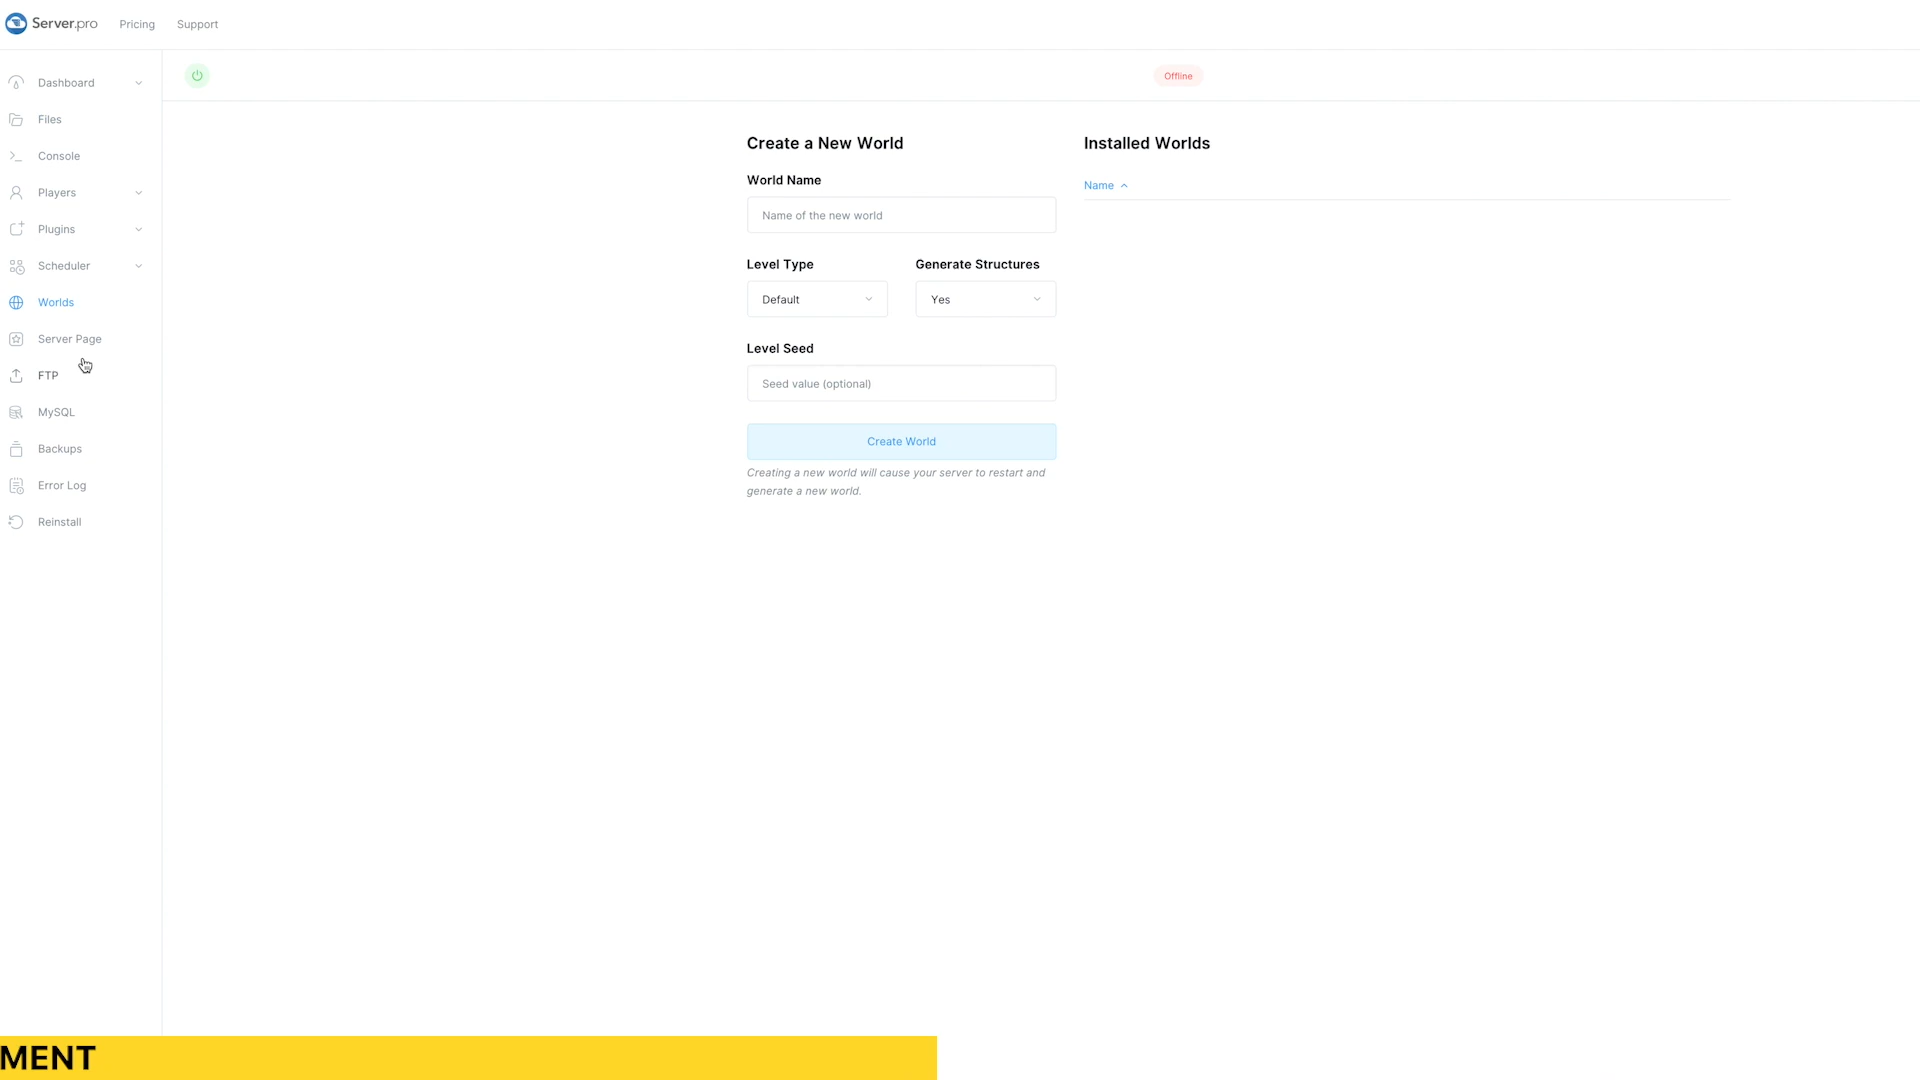 Server.pro
Pricing
Support
Dashboard
Files
Console
Players
Plugins
Scheduler
Worlds
Server Page
FTP
MySQL
Backups
Error Log
Reinstall
Offline
Create a New World
World Name
Name of the new world
Level Type
Generate Structures
Default
Yes
Level Seed
Seed value (optional)
Create World
Creating a new world will cause your server to restart and
generate a new world.
Installed Worlds
Name
MENT